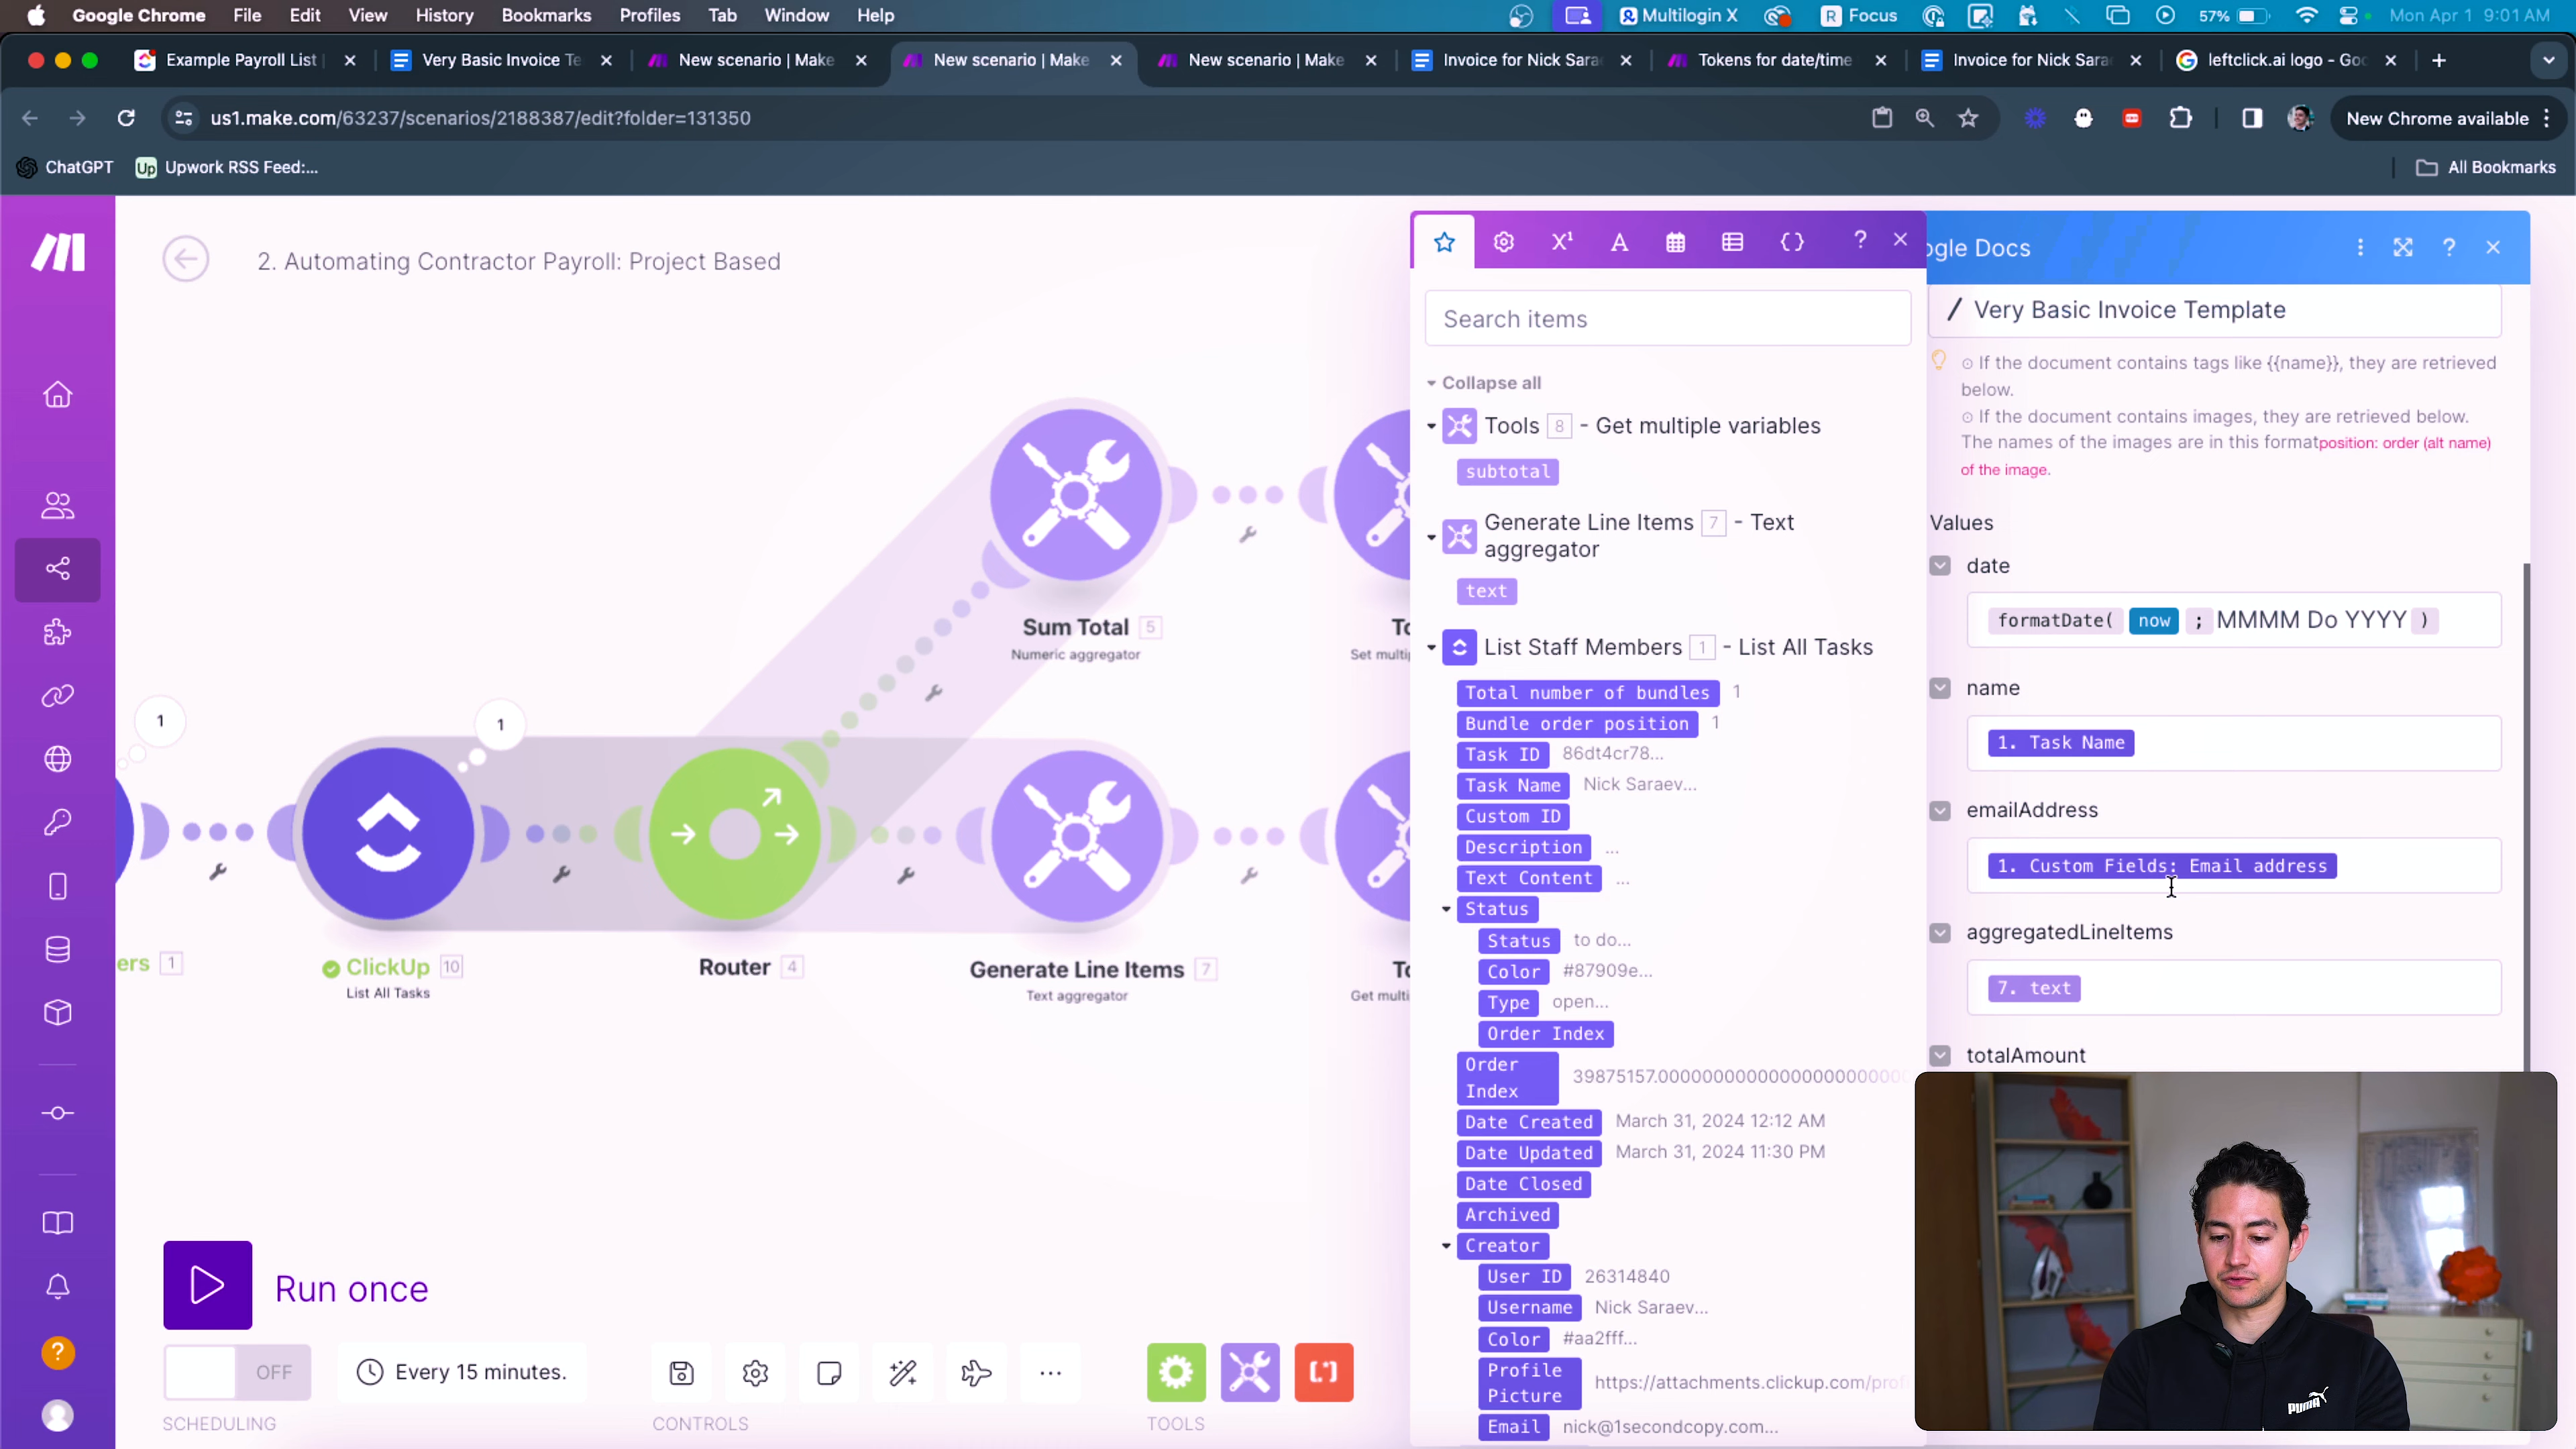 Google Chrome File Edit View History Bookmarks Profiles Tab Window Help Multilogin X Focus 57% Mon Apr 1 9:01 AM
Example Payroll List Very Basic Invoice Te New scenario | Make New scenario | Make New scenario | Make Invoice for Nick Sara Tokens for date/time Invoice for Nick Sara leftclick.ai logo - Goo
us1.make.com/63237/scenarios/2188387/edit?folder=131350 New Chrome available
ChatGPT Up Upwork RSS Feed:... All Bookmarks
2. Automating Contractor Payroll: Project Based
ogle Docs
Very Basic Invoice Template
If the document contains tags like {{name}}, they are retrieved
below.
If the document contains images, they are retrieved below.
The names of the images are in this formatposition: order (alt name)
of the image.
Values
date
formatDate( now ; MMMM Do YYYY )
name
1. Task Name
emailAddress
1. Custom Fields: Email address
aggregatedLineItems
7. text
totalAmount
Search items
Collapse all
Tools 8 - Get multiple variables
subtotal
Generate Line Items 7 - Text
aggregator
text
List Staff Members 1 - List All Tasks
Total number of bundles 1
Bundle order position 1
Task ID 86dt4cr78...
Task Name Nick Saraev...
Custom ID
Description ...
Text Content ...
Status
Status to do...
Color #87909e...
Type open...
Order Index
Order
Index 39875157.00000000000000000000000
Date Created March 31, 2024 12:12 AM
Date Updated March 31, 2024 11:30 PM
Date Closed
Archived
Creator
User ID 26314840
Username Nick Saraev...
Color #aa2fff...
Profile
Picture https://attachments.clickup.com/prof
Email nick@1secondcopy.com...
Sum Total 5
Numeric aggregator
To
Set multip
1
1
ers 1
ClickUp 10
List All Tasks
Router 4
Generate Line Items 7
Text aggregator
To
Get multi
Run once
OFF Every 15 minutes.
SCHEDULING CONTROLS TOOLS
PUMA